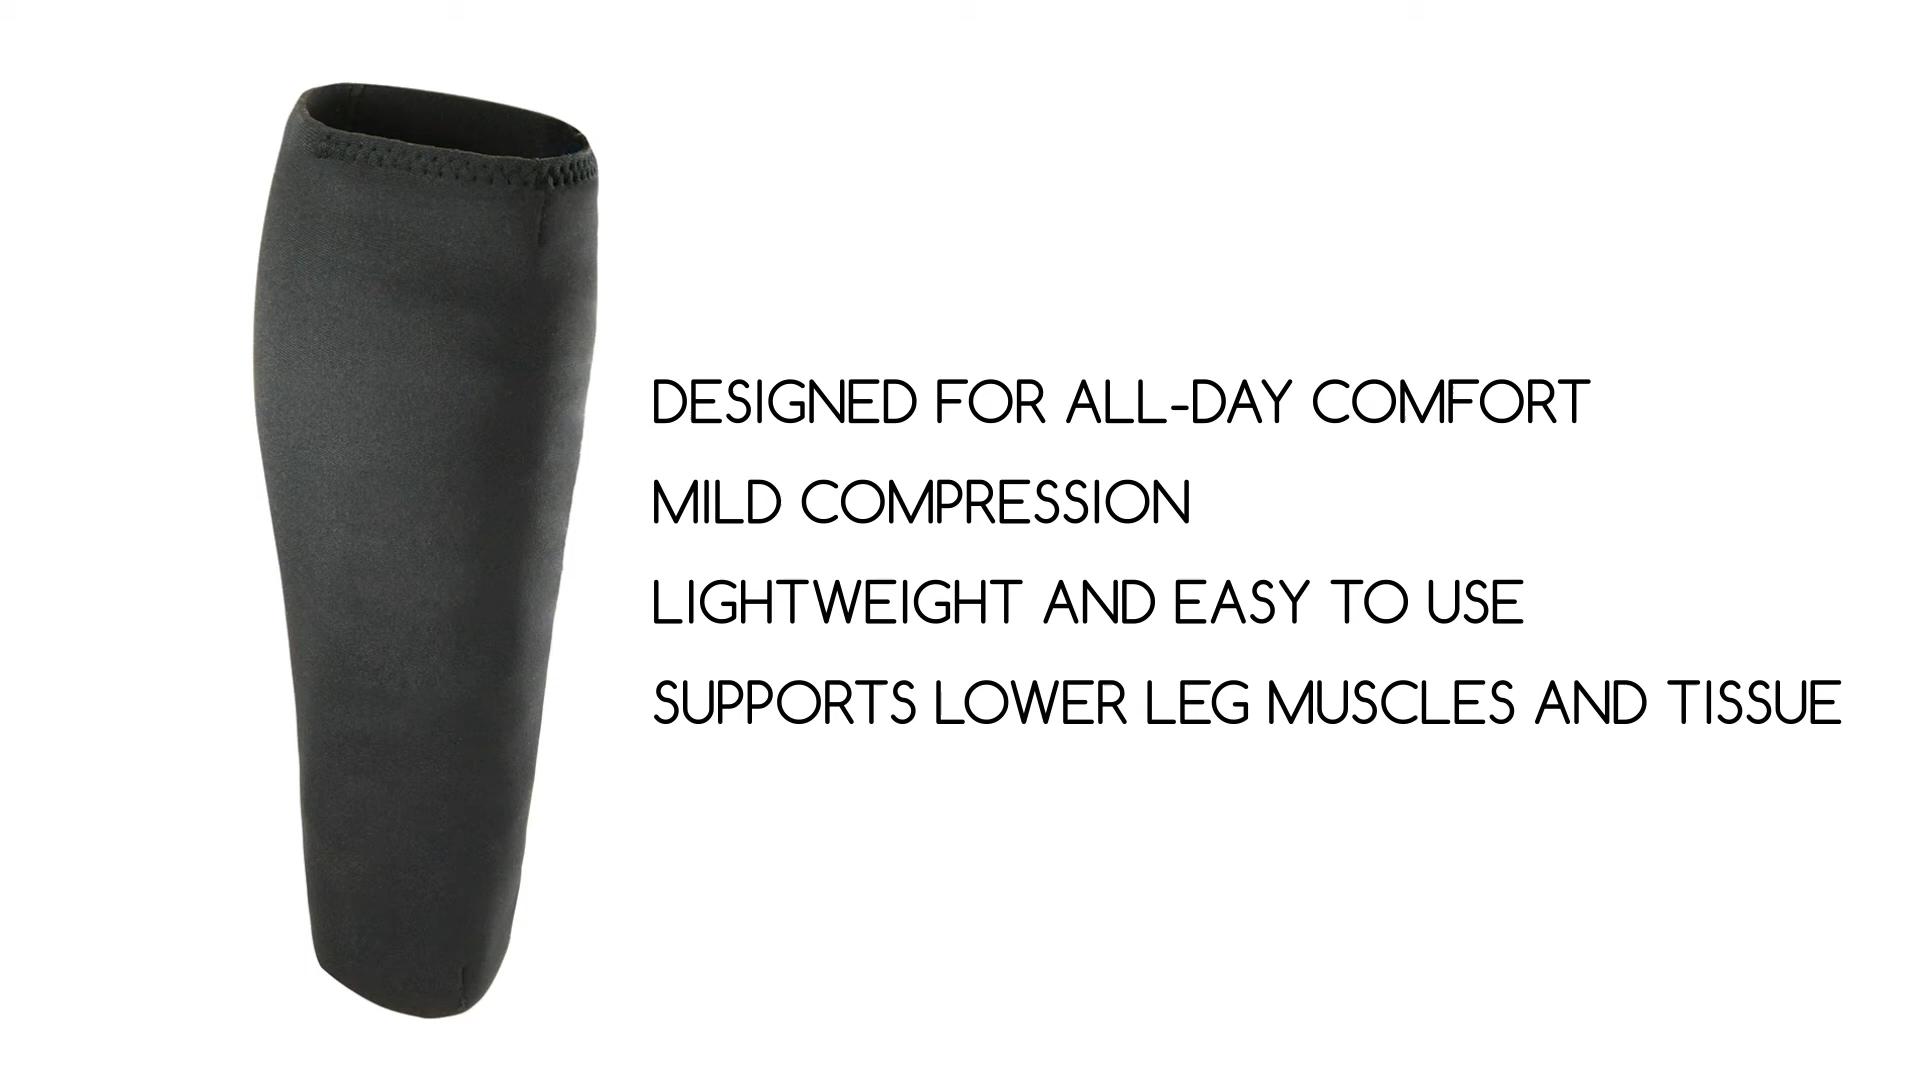 DESIGNED FOR ALL-DAY COMFORT
MILD COMPRESSION
LIGHTWEIGHT AND EASY TO USE
SUPPORTS LOWER LEG MUSCLES AND TISSUE